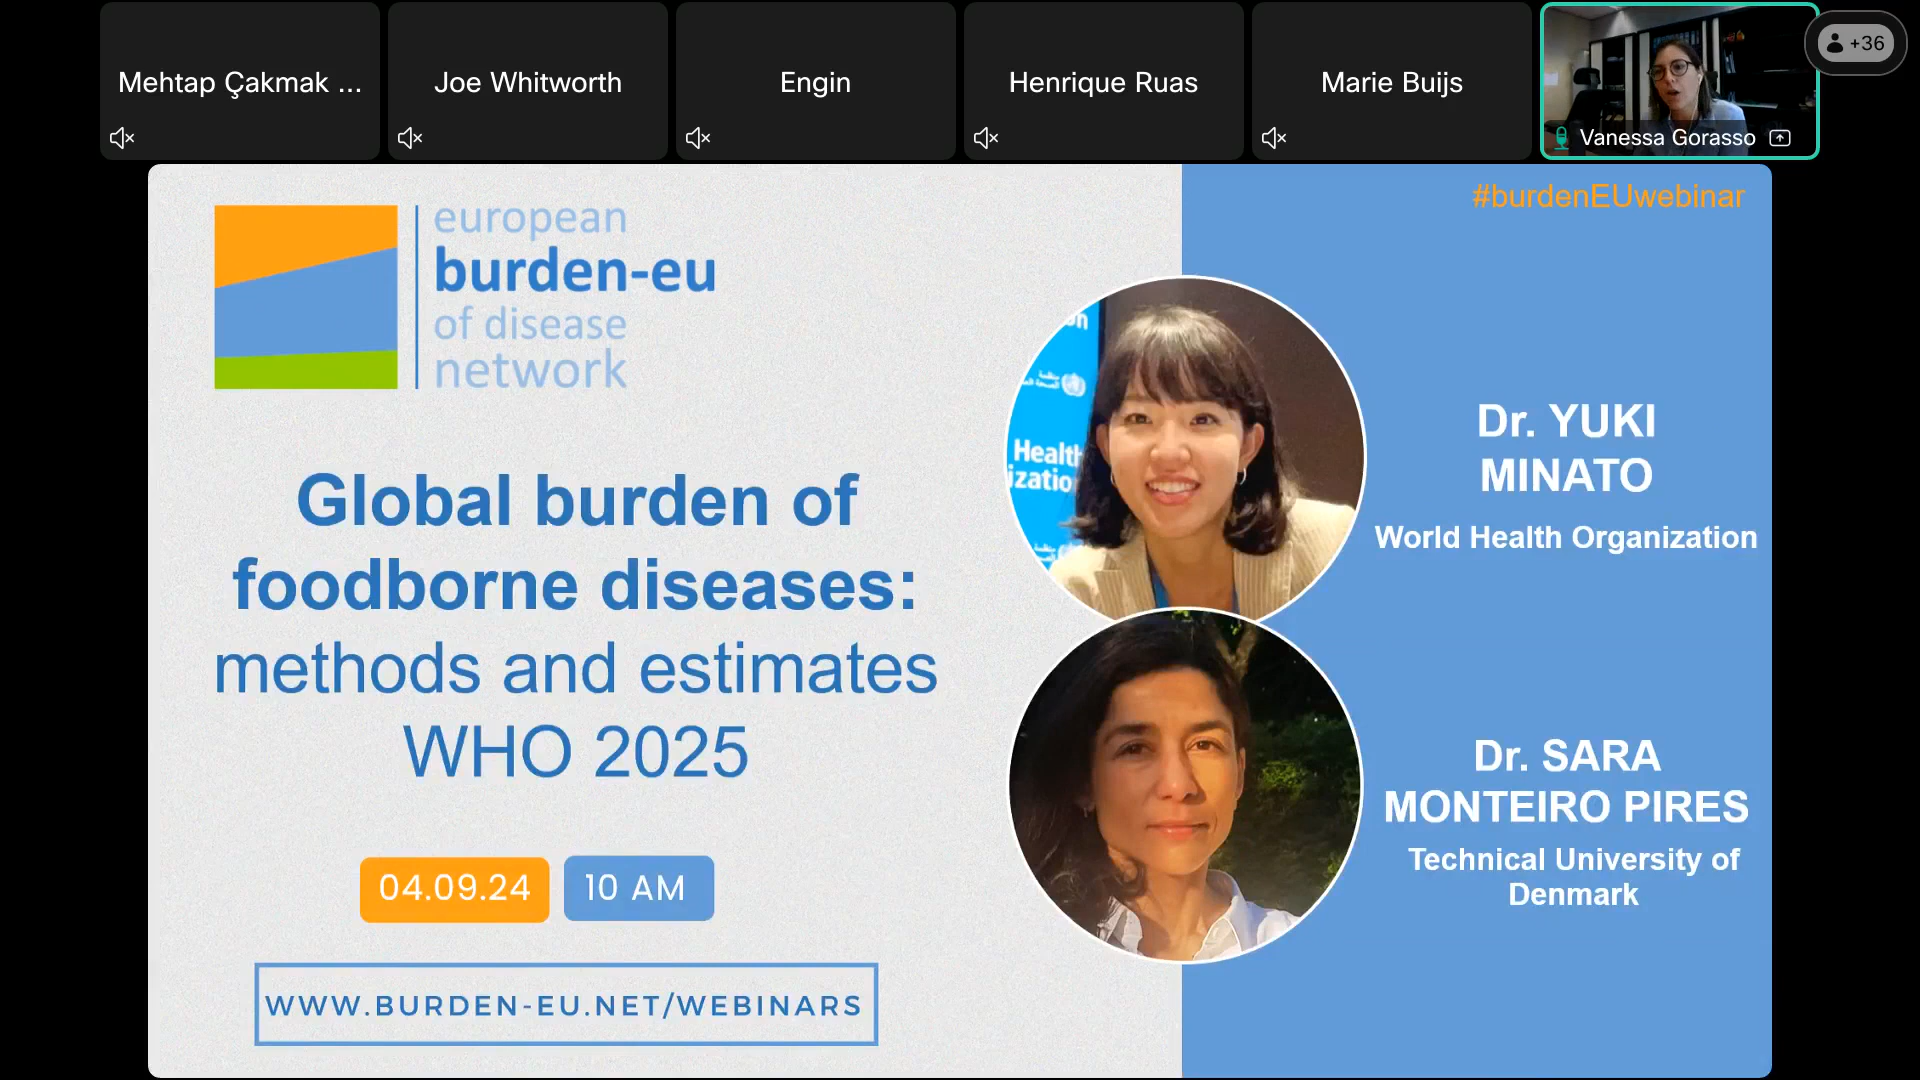 Mehtap Çakmak ...
Joe Whitworth
Engin
Henrique Ruas
Marie Buijs
Vanessa Gorasso
+36
#burdenEUwebinar
european
burden-eu
of disease
network
Global burden of
foodborne diseases:
methods and estimates
WHO 2025
04.09.24
10 AM
WWW.BURDEN-EU.NET/WEBINARS
Health
Dr. YUKI
MINATO
World Health Organization
Dr. SARA
MONTEIRO PIRES
Technical University of
Denmark